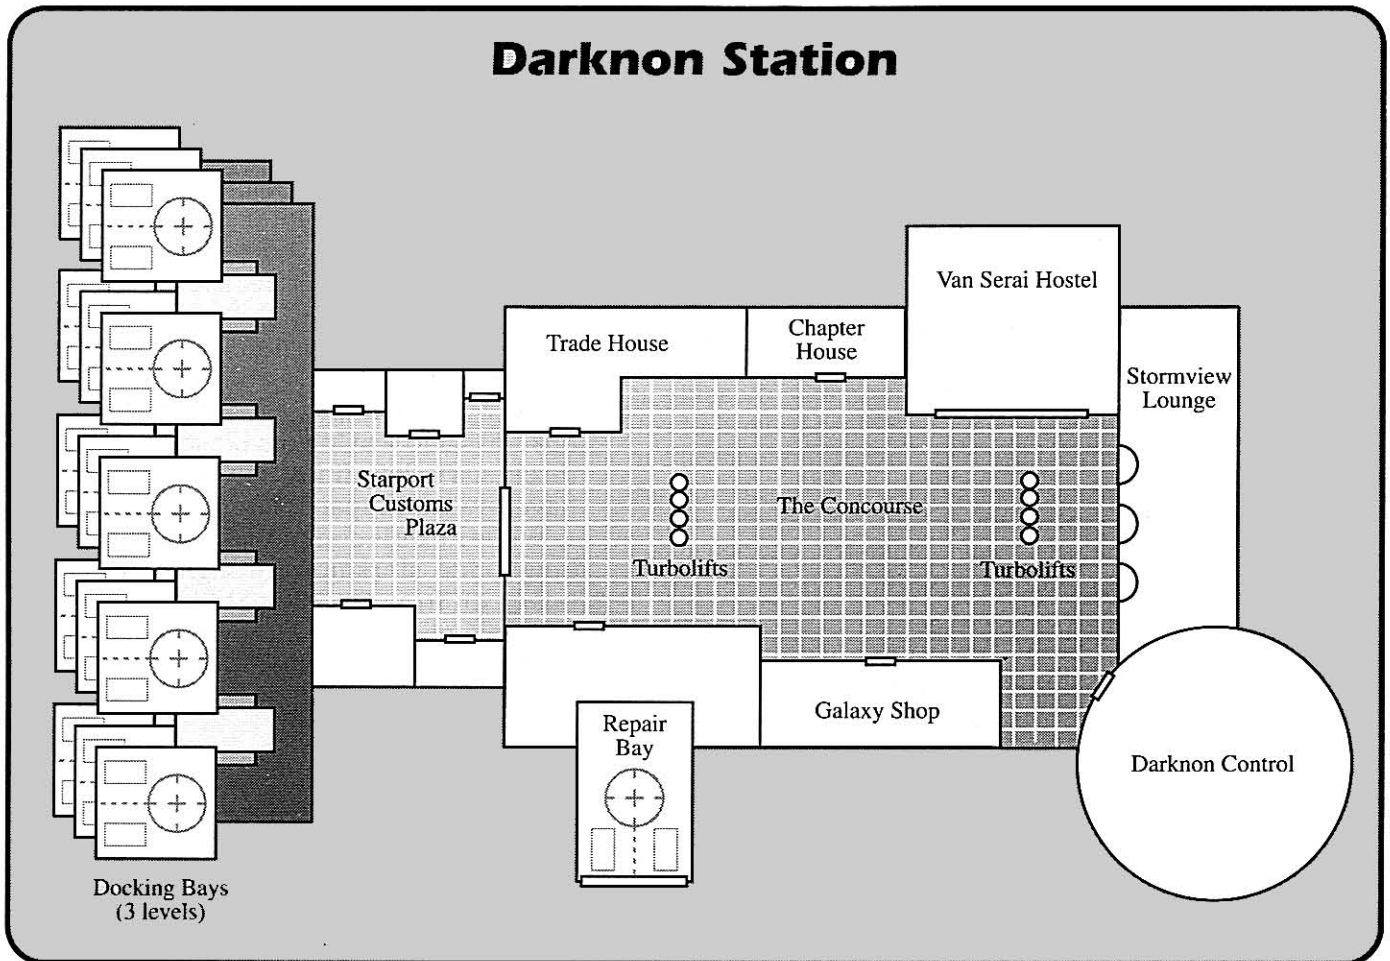 Darknon Station
Van Serai Hostel
Trade House
Chapter
House
Stormview
Lounge
Starport
Customs
Plaza
The Concourse
Turbolifts
Turbolifts
Repair
Bay
Galaxy Shop
Darknon Control
Docking Bays
(3 levels)